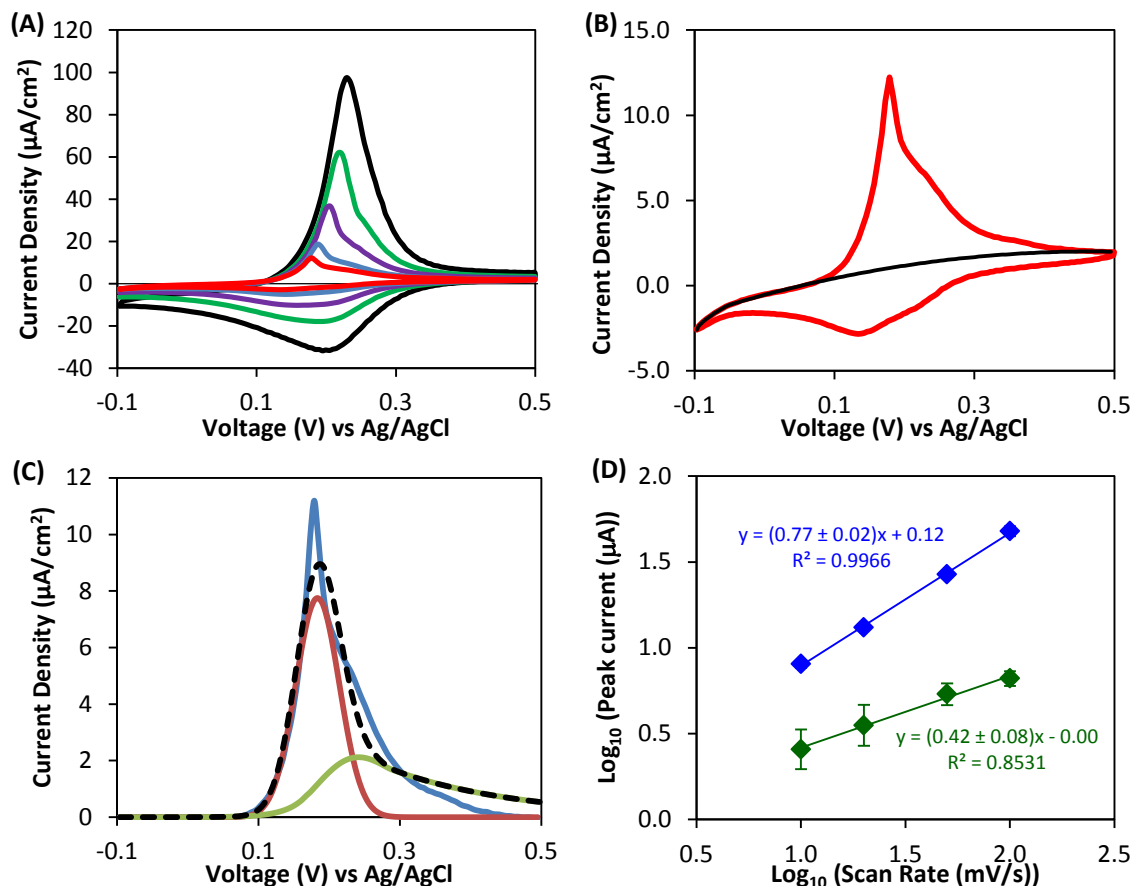 (A)
120
100
80
60
40
20
0
-20
-40
-0.1
0.1
0.3
0.5
Current Density (µA/cm²)
Voltage (V) vs Ag/AgCl
(B)
15.0
10.0
5.0
0.0
-5.0
-0.1
0.1
0.3
0.5
Current Density (µA/cm²)
Voltage (V) vs Ag/AgCl
(C)
12
10
8
6
4
2
0
-0.1
0.1
0.3
0.5
Current Density (µA/cm²)
Voltage (V) vs Ag/AgCl
(D)
2.0
1.5
1.0
0.5
0.0
0.5
1.0
1.5
2.0
2.5
Log₁₀ (Peak current (µA))
Log₁₀ (Scan Rate (mV/s))
y = (0.77 ± 0.02)x + 0.12
R² = 0.9966
y = (0.42 ± 0.08)x - 0.00
R² = 0.8531